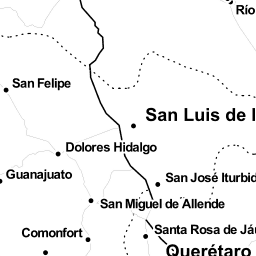 Río
San Felipe
San Luis de l
Dolores Hidalgo
Guanajuato
San José Iturbid
San Miguel de Allende
Santa Rosa de Jáu
Comonfort
Querétaro